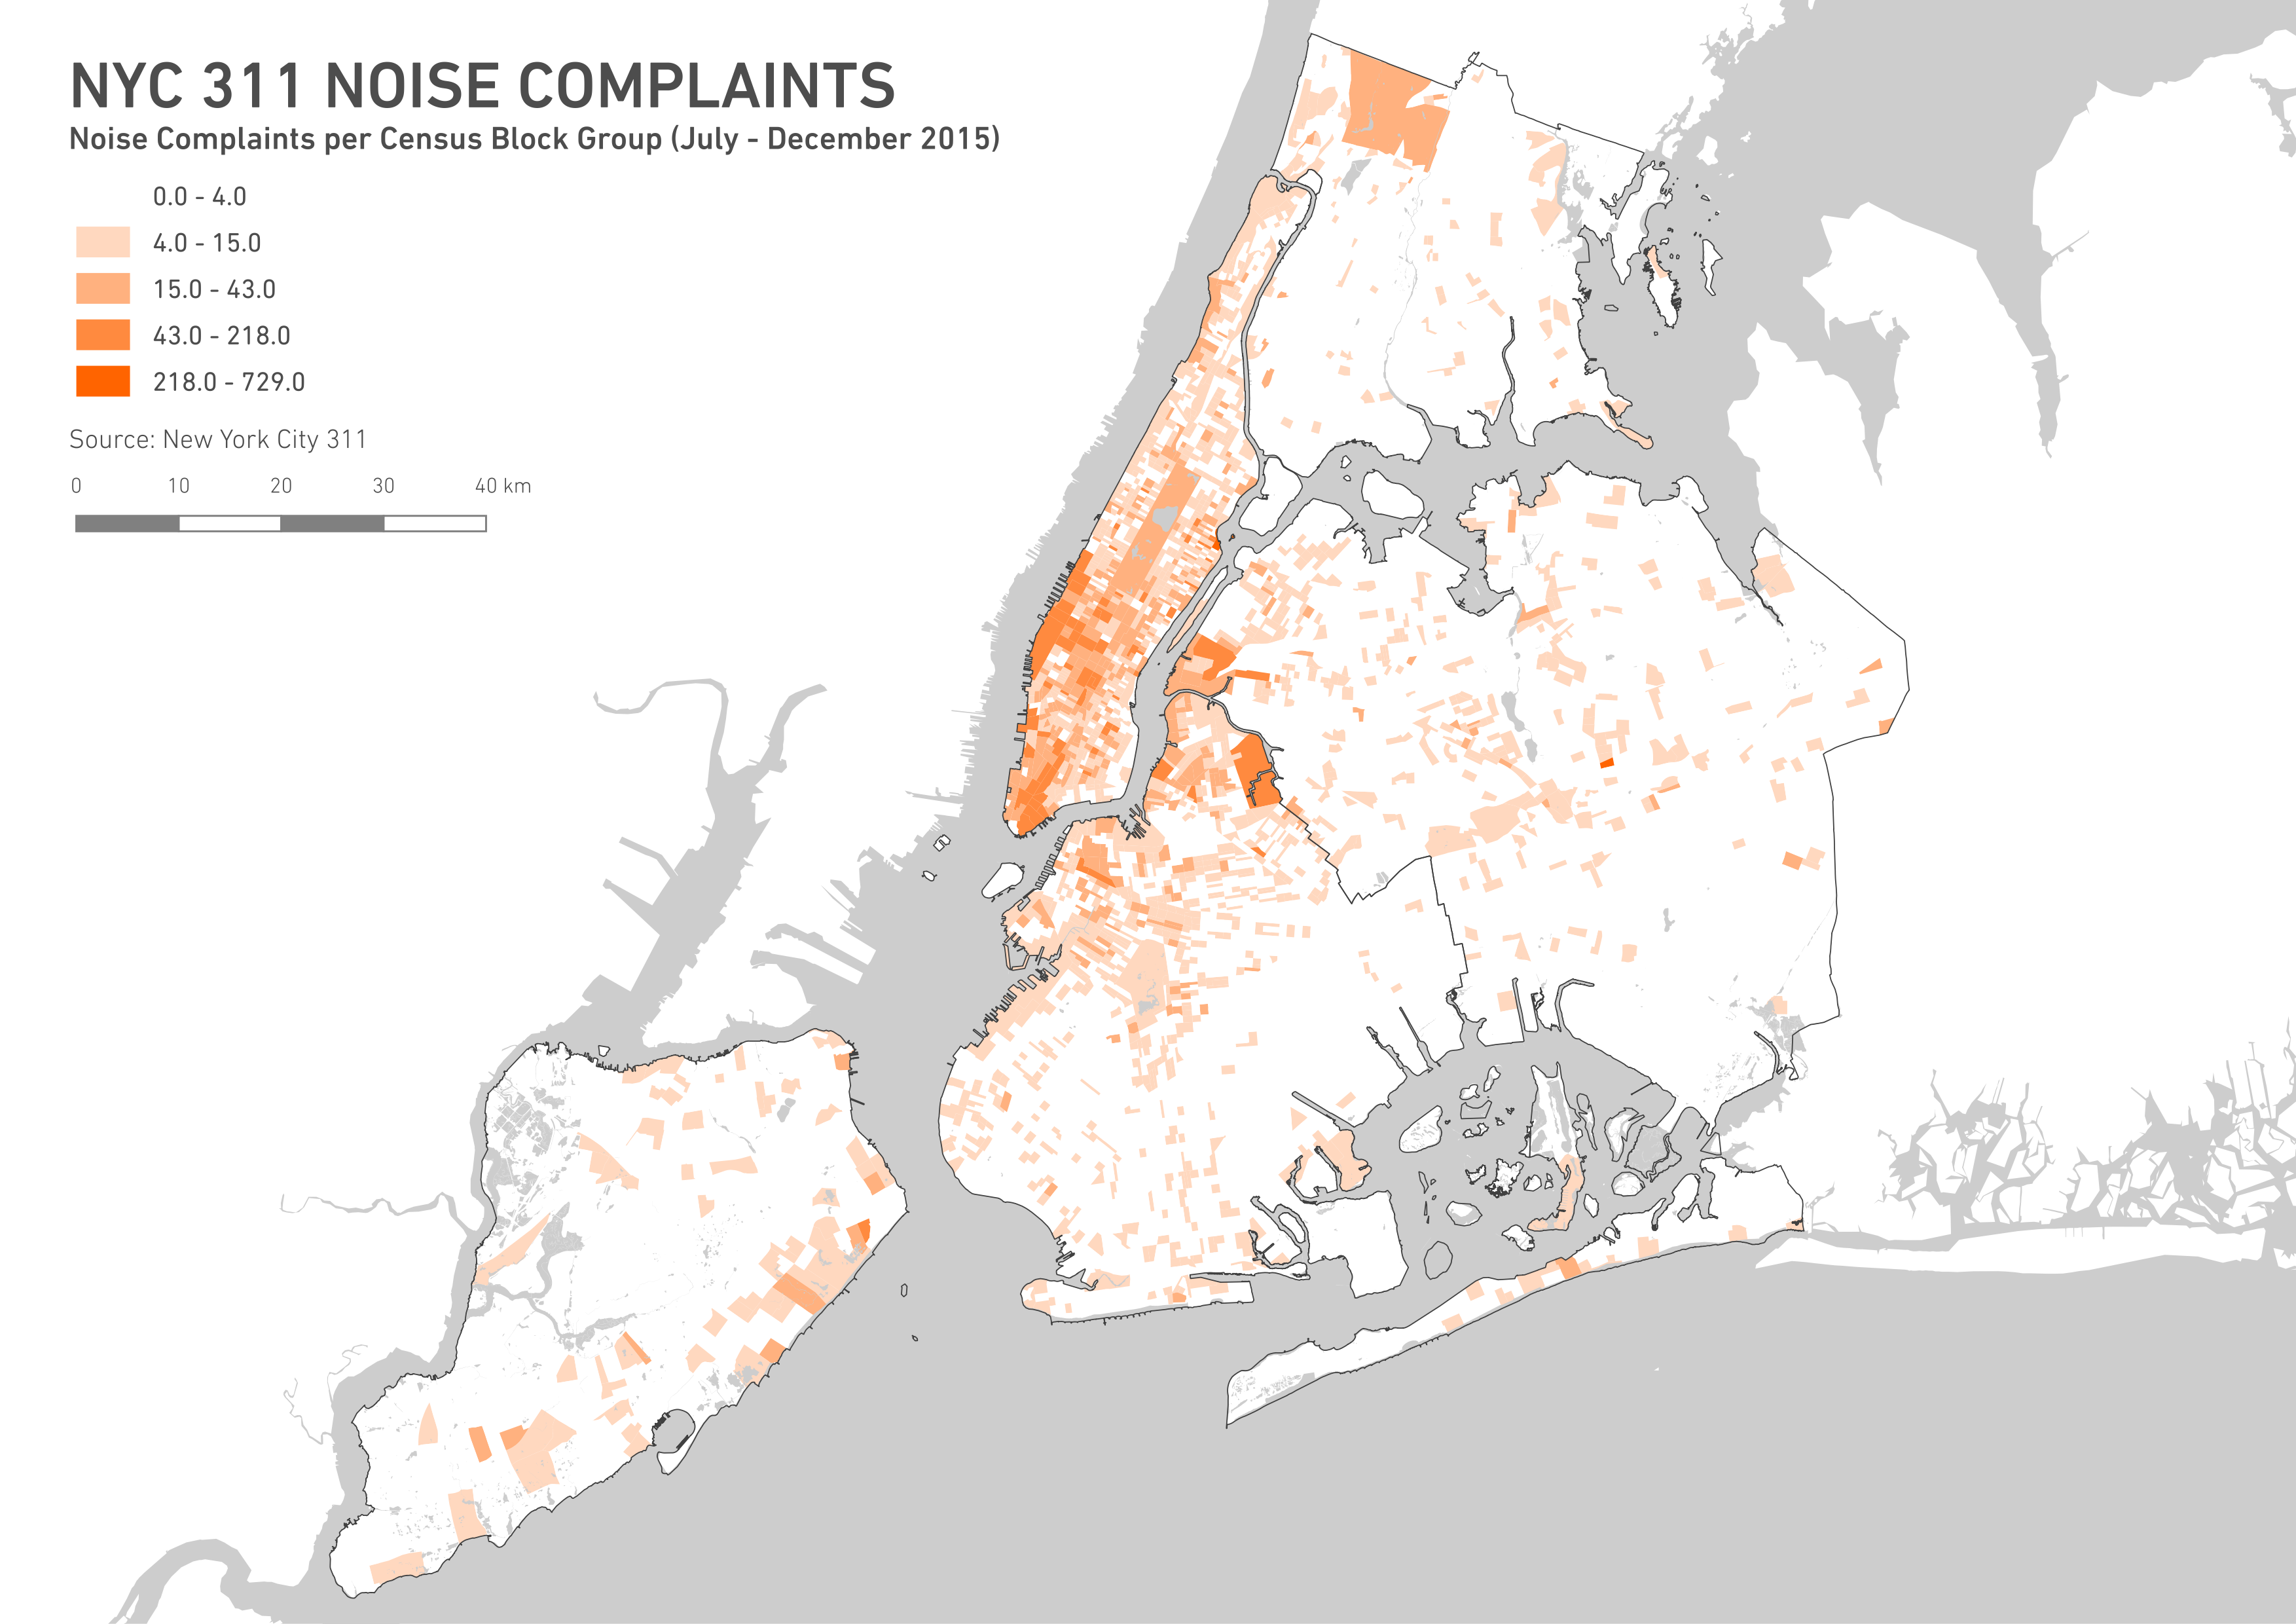 NYC 311 NOISE COMPLAINTS
Noise Complaints per Census Block Group (July - December 2015)
0.0 - 4.0
4.0 - 15.0
15.0 - 43.0
43.0 - 218.0
218.0 - 729.0
Source: New York City 311
0 10 20 30 40 km